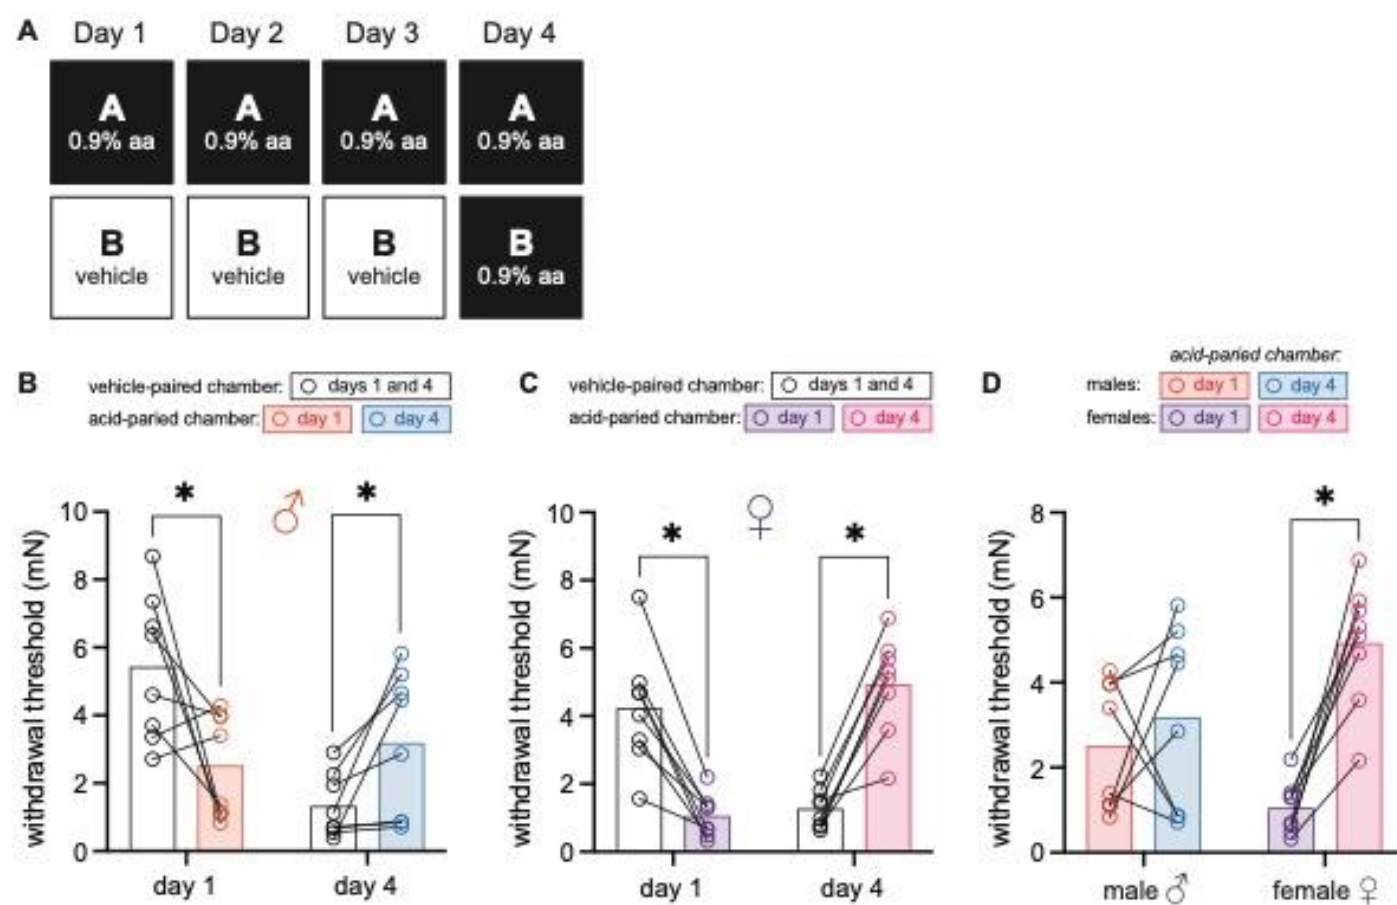 A Day 1 Day 2 Day 3 Day 4
A A A A
0.9% aa 0.9% aa 0.9% aa 0.9% aa
B B B B
vehicle vehicle vehicle 0.9% aa
B vehicle-paired chamber: days 1 and 4
acid-paried chamber: day 1 day 4
withdrawal threshold (mN)
10
8
6
4
2
0
* ♂ *
day 1 day 4
C vehicle-paired chamber: days 1 and 4
acid-paried chamber: day 1 day 4
withdrawal threshold (mN)
10
8
6
4
2
0
* ♀ *
day 1 day 4
D acid-paried chamber:
males: day 1 day 4
females: day 1 day 4
withdrawal threshold (mN)
8
6
4
2
0
*
male ♂ female ♀